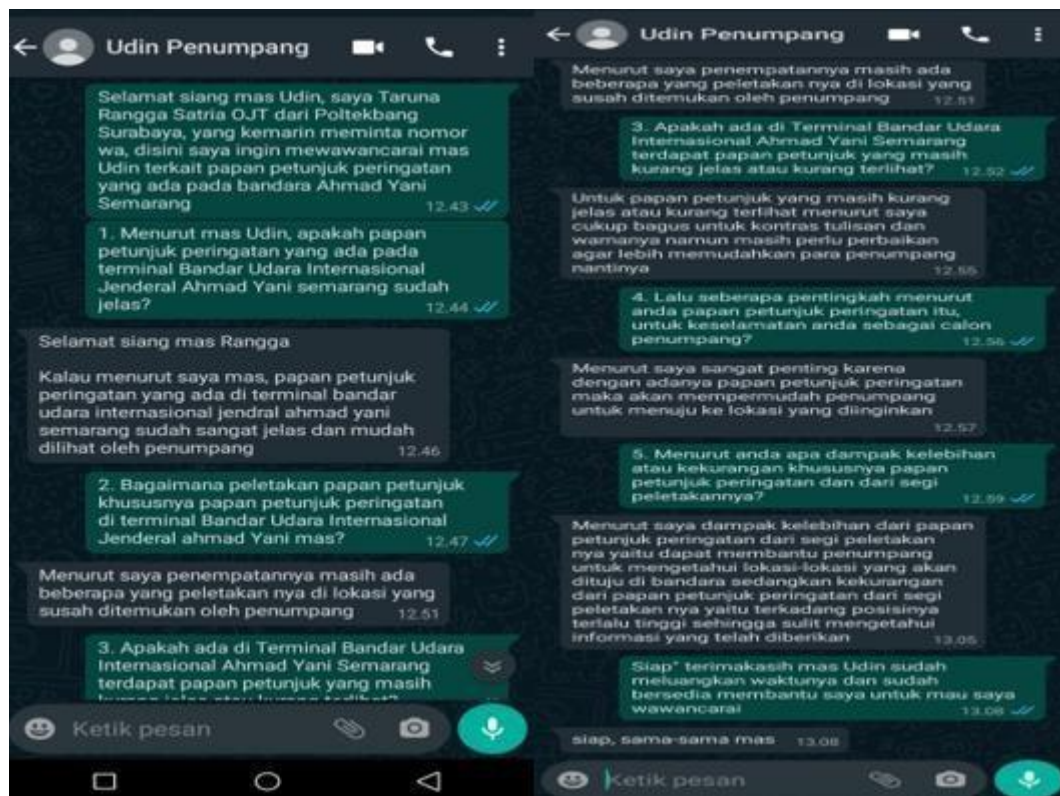 Udin Penumpang
Selamat siang mas Udin, saya Taruna
Rangga Satria OJT dari Poltekbang
Surabaya, yang kemarin meminta nomor
wa, disini saya ingin mewawancarai mas
Udin terkait papan petunjuk peringatan
yang ada pada bandara Ahmad Yani
Semarang 12.43
1. Menurut mas Udin, apakah papan
petunjuk peringatan yang ada pada
terminal Bandar Udara Internasional
Jenderal Ahmad Yani semarang sudah
jelas? 12.44
Selamat siang mas Rangga
Kalau menurut saya mas, papan petunjuk
peringatan yang ada di terminal bandar
udara internasional jendral ahmad yani
semarang sudah sangat jelas dan mudah
dilihat oleh penumpang 12.46
2. Bagaimana peletakan papan petunjuk
khususnya papan petunjuk peringatan
di terminal Bandar Udara Internasional
Jenderal ahmad Yani mas? 12.47
Menurut saya penempatannya masih ada
beberapa yang peletakan nya di lokasi yang
susah ditemukan oleh penumpang 12.51
3. Apakah ada di Terminal Bandar Udara
Internasional Ahmad Yani Semarang
terdapat papan petunjuk yang masih
kurang jelas atau kurang terlihat?
Ketik pesan
Udin Penumpang
Menurut saya penempatannya masih ada
beberapa yang peletakan nya di lokasi yang
susah ditemukan oleh penumpang 12.51
3. Apakah ada di Terminal Bandar Udara
Internasional Ahmad Yani Semarang
terdapat papan petunjuk yang masih
kurang jelas atau kurang terlihat? 12.52
Untuk papan petunjuk yang masih kurang
jelas atau kurang terlihat menurut saya
cukup bagus untuk kontras tulisan dan
warnanya namun masih perlu perbaikan
agar lebih memudahkan para penumpang
nantinya 12.55
4. Lalu seberapa pentingkah menurut
anda papan petunjuk peringatan itu,
untuk keselamatan anda sebagai calon
penumpang? 12.56
Menurut saya sangat penting karena
dengan adanya papan petunjuk peringatan
maka akan mempermudah penumpang
untuk menuju ke lokasi yang diinginkan
12.57
5. Menurut anda apa dampak kelebihan
atau kekurangan khususnya papan
petunjuk peringatan dan dari segi
peletakannya? 12.59
Menurut saya dampak kelebihan dari papan
petunjuk peringatan dari segi peletakan
nya yaitu dapat membantu penumpang
untuk mengetahui lokasi-lokasi yang akan
dituju di bandara sedangkan kekurangan
dari papan petunjuk peringatan dari segi
peletakan nya yaitu terkadang posisinya
terlalu tinggi sehingga sulit mengetahui
informasi yang telah diberikan 13.05
Siap" terimakasih mas Udin sudah
meluangkan waktunya dan sudah
bersedia membantu saya untuk mau saya
wawancarai 13.08
siap, sama-sama mas 13.08
Ketik pesan